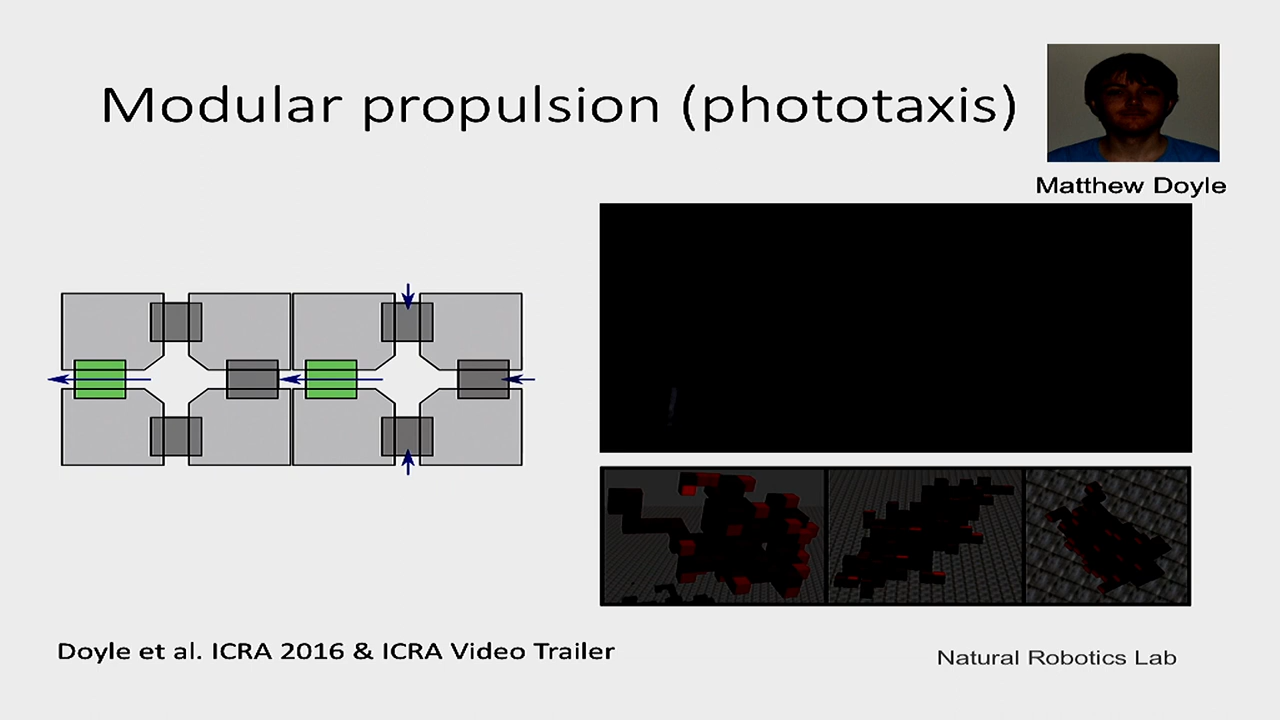 Modular propulsion (phototaxis)
Matthew Doyle
Doyle et al. ICRA 2016 & ICRA Video Trailer
Natural Robotics Lab